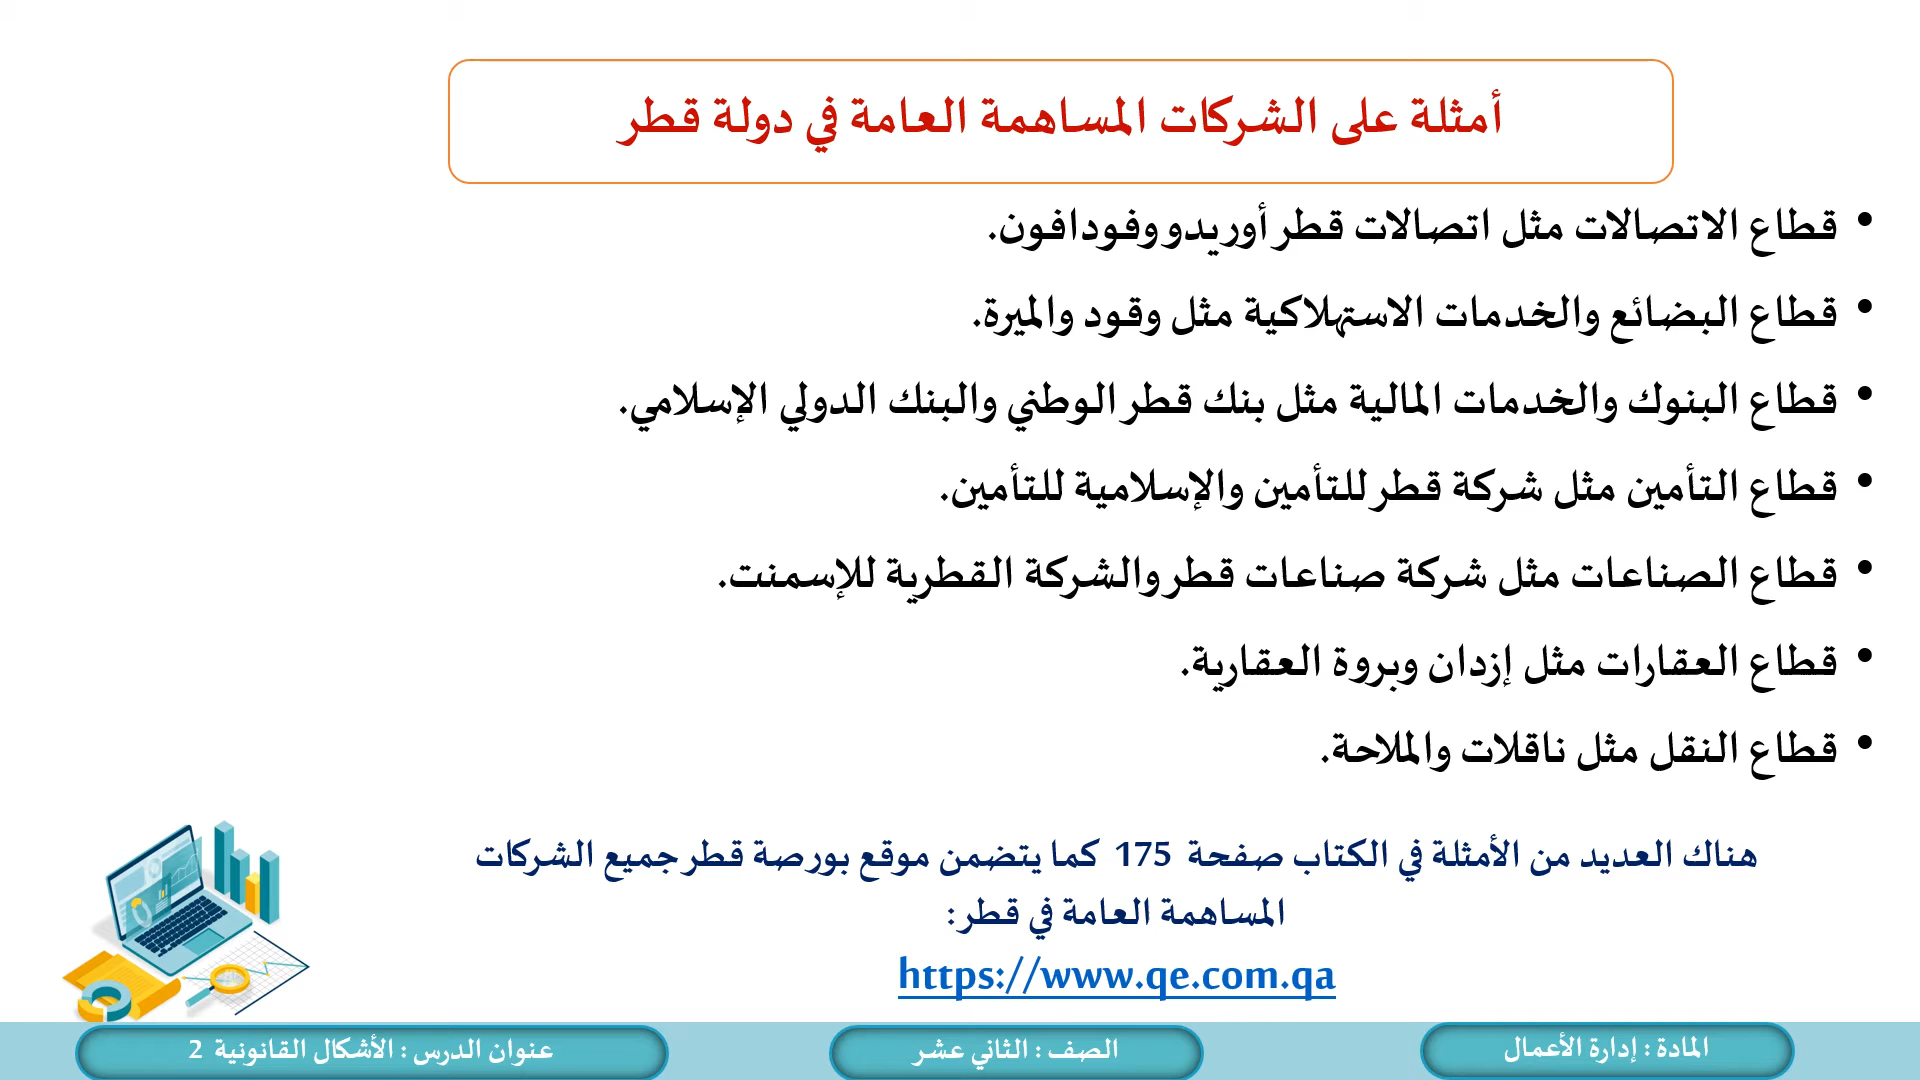 أمثلة على الشركات المساهمة العامة في دولة قطر
• قطاع الاتصالات مثل اتصالات قطر أوريدو وفودافون.
• قطاع البضائع والخدمات الاستهلاكية مثل وقود والميرة.
• قطاع البنوك والخدمات المالية مثل بنك قطر الوطني والبنك الدولي الإسلامي.
• قطاع التأمين مثل شركة قطر للتأمين والإسلامية للتأمين.
• قطاع الصناعات مثل شركة صناعات قطر والشركة القطرية للإسمنت.
• قطاع العقارات مثل إزدان وبروة العقارية.
• قطاع النقل مثل ناقلات والملاحة.
هناك العديد من الأمثلة في الكتاب صفحة 175 كما يتضمن موقع بورصة قطر جميع الشركات
المساهمة العامة في قطر:
https://www.qe.com.qa
المادة : إدارة الأعمال
الصف : الثاني عشر
عنوان الدرس : الأشكال القانونية 2